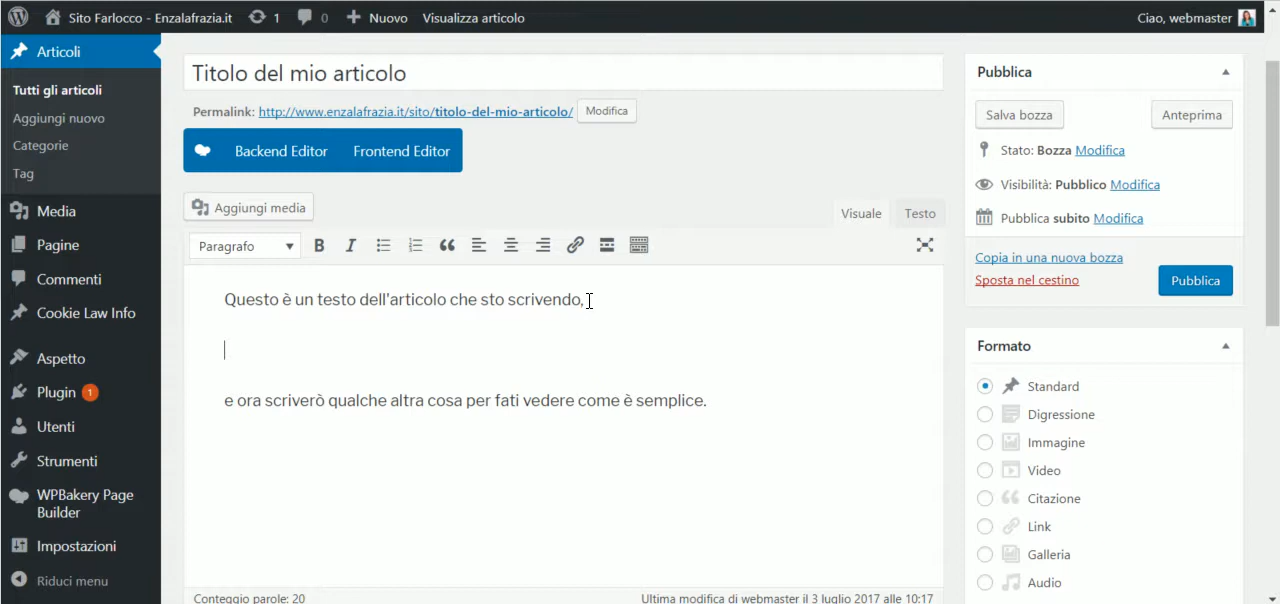 Sito Farlocco - Enzalafrazia.it 1 0 Nuovo Visualizza articolo Ciao, webmaster
Articoli
Tutti gli articoli
Aggiungi nuovo
Categorie
Tag
Media
Pagine
Commenti
Cookie Law Info
Aspetto
Plugin 1
Utenti
Strumenti
WPBakery Page
Builder
Impostazioni
Riduci menu
Titolo del mio articolo
Permalink: http://www.enzalafrazia.it/sito/titolo-del-mio-articolo/ Modifica
Backend Editor Frontend Editor
Aggiungi media
Visuale Testo
Paragrafo B I
Questo è un testo dell'articolo che sto scrivendo,
e ora scriverò qualche altra cosa per fati vedere come è semplice.
Conteggio parole: 20 Ultima modifica di webmaster il 3 luglio 2017 alle 10:17
Pubblica
Salva bozza Anteprima
Stato: Bozza Modifica
Visibilità: Pubblico Modifica
Pubblica subito Modifica
Copia in una nuova bozza
Sposta nel cestino
Pubblica
Formato
Standard
Digressione
Immagine
Video
Citazione
Link
Galleria
Audio